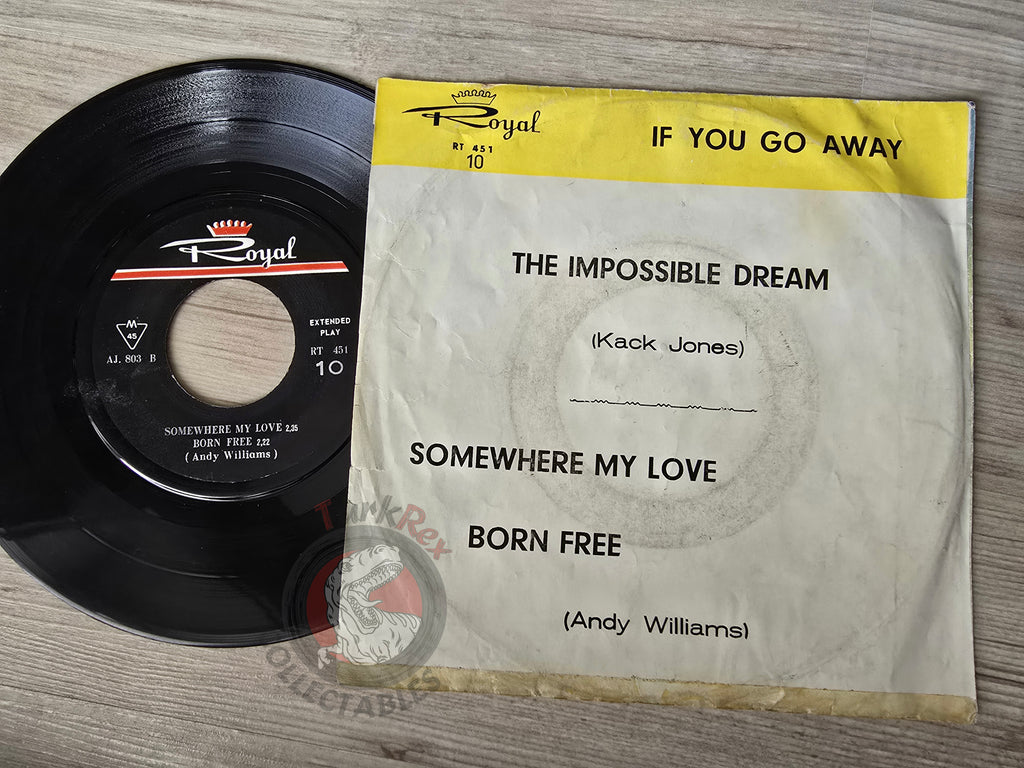 Royal
M
45
AJ. 803 B
EXTENDED
PLAY
RT 451
10
SOMEWHERE MY LOVE 2,35
BORN FREE 2,22
( Andy Williams )
Royal
RT 451
10
IF YOU GO AWAY
THE IMPOSSIBLE DREAM
(Kack Jones)
SOMEWHERE MY LOVE
BORN FREE
(Andy Williams)
TurkRex
OLLECTABLES